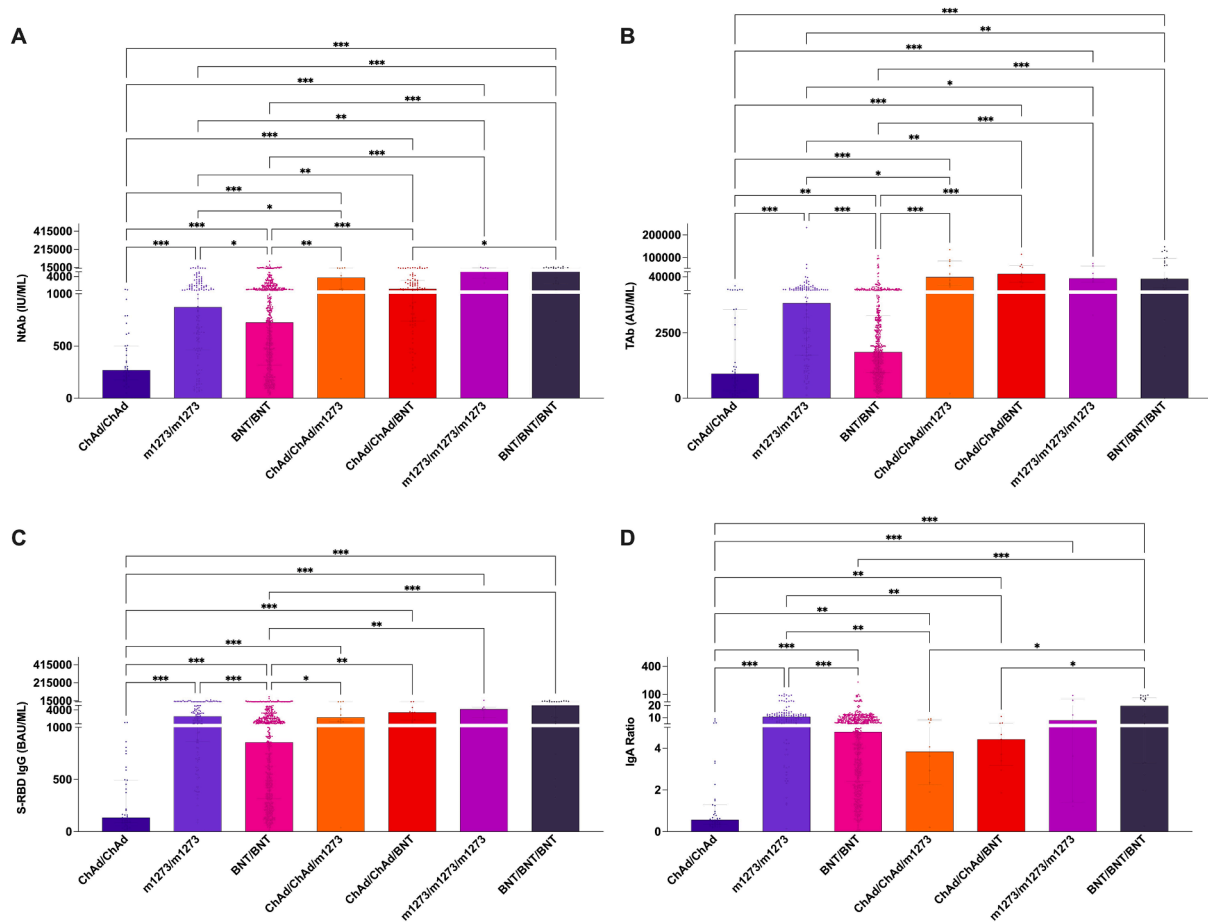 A
***
***
***
***
**
***
***
**
***
*
*** ***
*** * ** *
NtAb (IU/ML)
415000
215000
15000
4000
1000
500
0
ChAd/ChAd
m1273/m1273
BNT/BNT
ChAd/ChAd/m1273
ChAd/ChAd/BNT
m1273/m1273/m1273
BNT/BNT/BNT
B
***
**
***
***
*
***
***
**
***
*
** ***
*** *** ***
TAb (AU/ML)
200000
100000
40000
2500
0
ChAd/ChAd
m1273/m1273
BNT/BNT
ChAd/ChAd/m1273
ChAd/ChAd/BNT
m1273/m1273/m1273
BNT/BNT/BNT
C
***
***
***
***
**
***
*** **
*** *** *
S-RBD IgG (BAU/ML)
415000
215000
15000
4000
1000
500
0
ChAd/ChAd
m1273/m1273
BNT/BNT
ChAd/ChAd/m1273
ChAd/ChAd/BNT
m1273/m1273/m1273
BNT/BNT/BNT
D
***
***
***
**
**
**
**
*** *
*** *** *
IgA Ratio
400
100
20
10
4
2
0
ChAd/ChAd
m1273/m1273
BNT/BNT
ChAd/ChAd/m1273
ChAd/ChAd/BNT
m1273/m1273/m1273
BNT/BNT/BNT